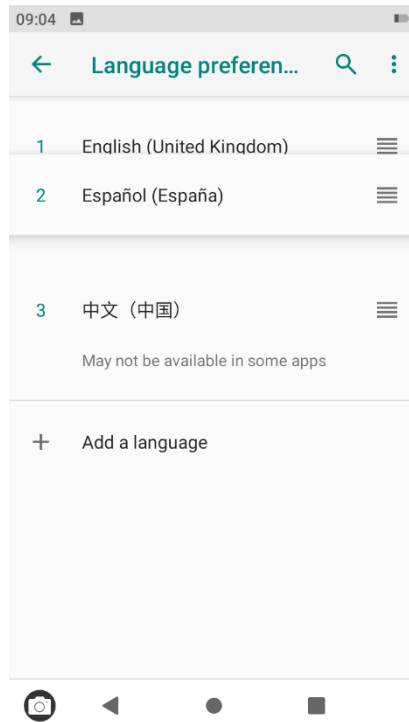 09:04
Language preferen...
1 English (United Kingdom)
2 Español (España)
3 中文（中国）
May not be available in some apps
+ Add a language